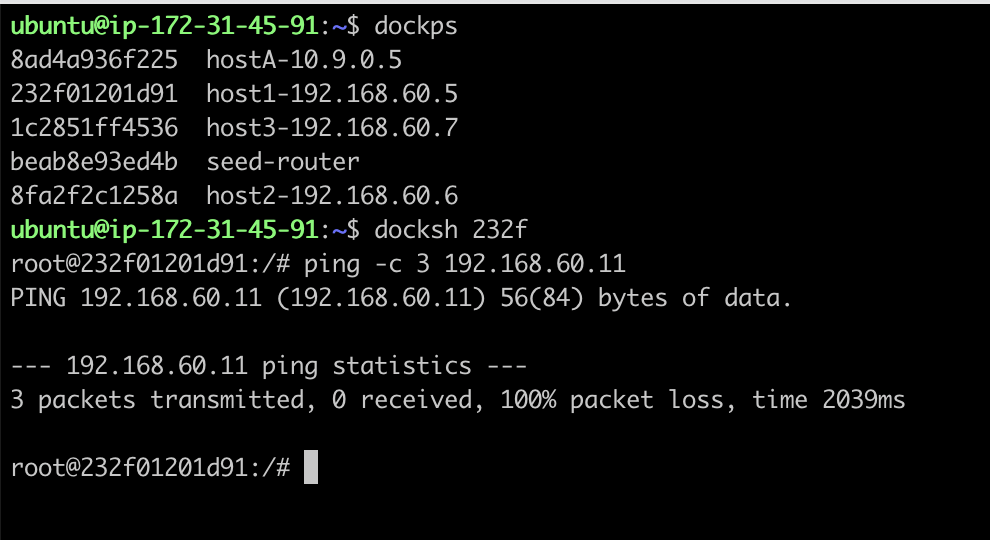 ubuntu@ip-172-31-45-91:~$ dockps
8ad4a936f225  hostA-10.9.0.5
232f01201d91  host1-192.168.60.5
1c2851ff4536  host3-192.168.60.7
beab8e93ed4b  seed-router
8fa2f2c1258a  host2-192.168.60.6
ubuntu@ip-172-31-45-91:~$ docksh 232f
root@232f01201d91:/# ping -c 3 192.168.60.11
PING 192.168.60.11 (192.168.60.11) 56(84) bytes of data.
--- 192.168.60.11 ping statistics ---
3 packets transmitted, 0 received, 100% packet loss, time 2039ms
root@232f01201d91:/#